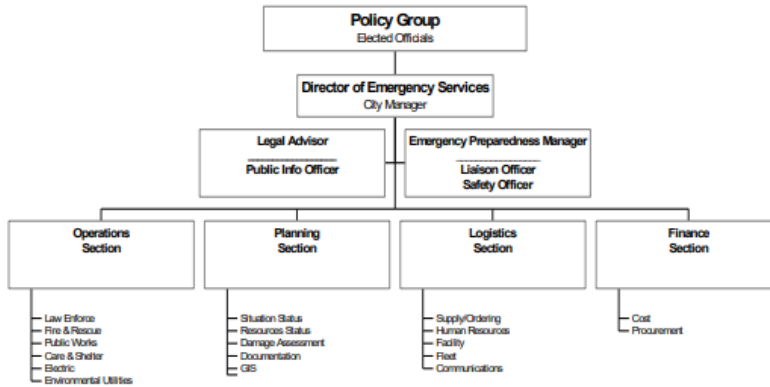 Policy Group
Elected Officials
Director of Emergency Services
City Manager
Legal Advisor
Public Info Officer
Emergency Preparedness Manager
Liaison Officer
Safety Officer
Operations
Section
Planning
Section
Logistics
Section
Finance
Section
Law Enforce
Fire & Rescue
Public Works
Care & Shelter
Electric
Environmental Utilities
Situation Status
Resources Status
Damage Assessment
Documentation
GIS
Supply/Ordering
Human Resources
Facility
Fleet
Communications
Cost
Procurement